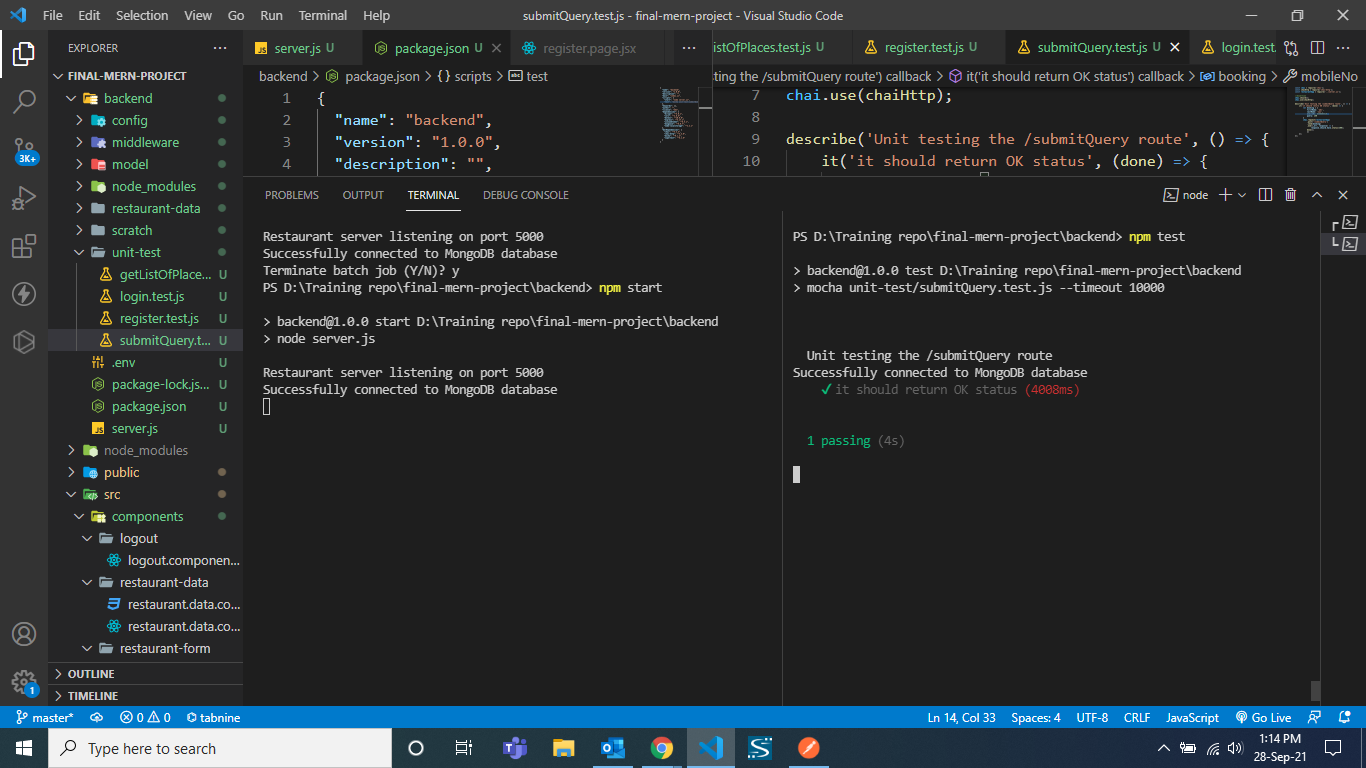 File Edit Selection View Go Run Terminal Help
submitQuery.test.js - final-mern-project - Visual Studio Code
EXPLORER
FINAL-MERN-PROJECT
backend
config
middleware
model
node_modules
restaurant-data
scratch
unit-test
getListOfPlace... U
login.test.js U
register.test.js U
submitQuery.t... U
.env U
package-lock.js... U
package.json U
server.js U
node_modules
public
src
components
logout
logout.componen...
restaurant-data
restaurant.data.co...
restaurant.data.co...
restaurant-form
OUTLINE
TIMELINE
3K+
1
server.js U
package.json U
register.page.jsx
backend > package.json > { } scripts > test
1 {
2 "name": "backend",
3 "version": "1.0.0",
4 "description": "",
istOfPlaces.test.js U
register.test.js U
submitQuery.test.js U
login.test.
ting the /submitQuery route') callback > it('it should return OK status') callback > booking > mobileNo
7 chai.use(chaiHttp);
8
9 describe('Unit testing the /submitQuery route', () => {
10 it('it should return OK status', (done) => {
PROBLEMS OUTPUT TERMINAL DEBUG CONSOLE
node
Restaurant server listening on port 5000
Successfully connected to MongoDB database
Terminate batch job (Y/N)? y
PS D:\Training repo\final-mern-project\backend> npm start
> backend@1.0.0 start D:\Training repo\final-mern-project\backend
> node server.js
Restaurant server listening on port 5000
Successfully connected to MongoDB database
PS D:\Training repo\final-mern-project\backend> npm test
> backend@1.0.0 test D:\Training repo\final-mern-project\backend
> mocha unit-test/submitQuery.test.js --timeout 10000
Unit testing the /submitQuery route
Successfully connected to MongoDB database
✓ it should return OK status (4008ms)
1 passing (4s)
master* 0 0 tabnine
Ln 14, Col 33 Spaces: 4 UTF-8 CRLF JavaScript Go Live
Type here to search
1:14 PM
28-Sep-21